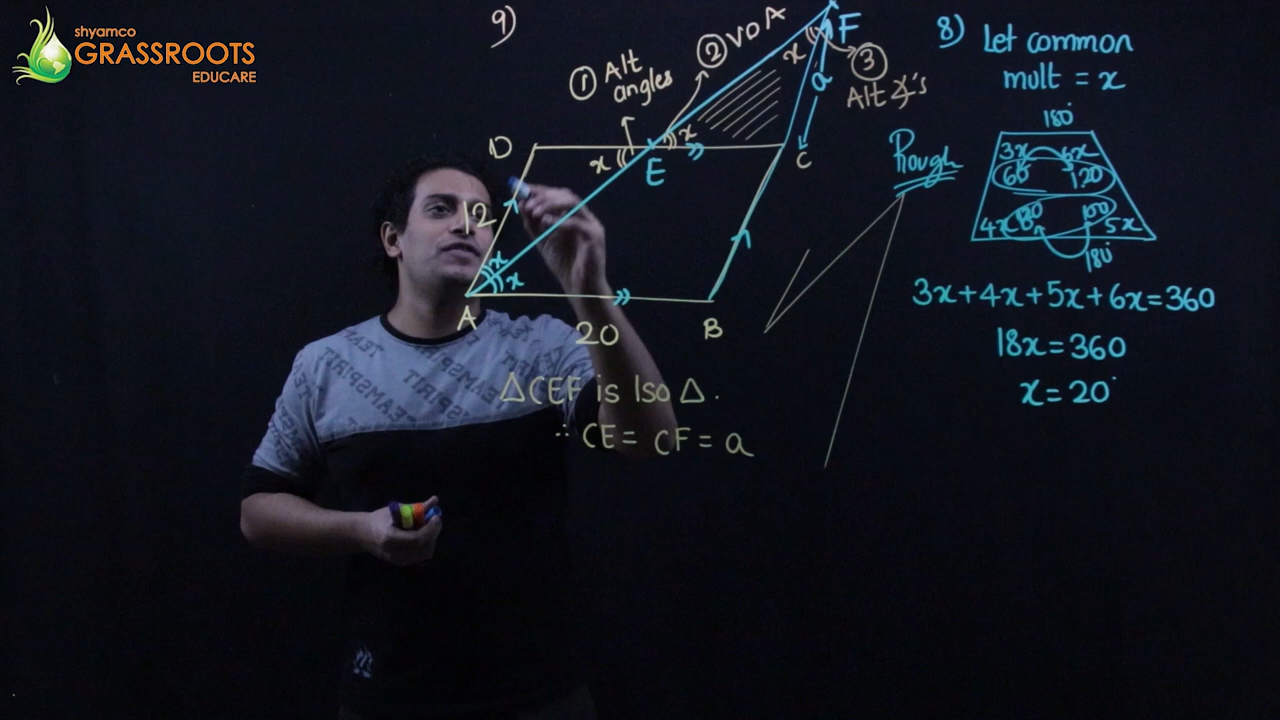 shyamco
GRASSROOTS
EDUCARE
9)
① Alt
angles
② VOA
③
Alt ∡'s
F
x
a
D
x
x
E
C
12
x
x
A
20
B
△CEF is Iso △.
∴ CE = CF = a
Rough
8) Let common
mult = x
180°
3x 6x
60 120
4x 100 5x
180°
3x+4x+5x+6x=360
18x=360
x=20°
TEAMSPIRIT